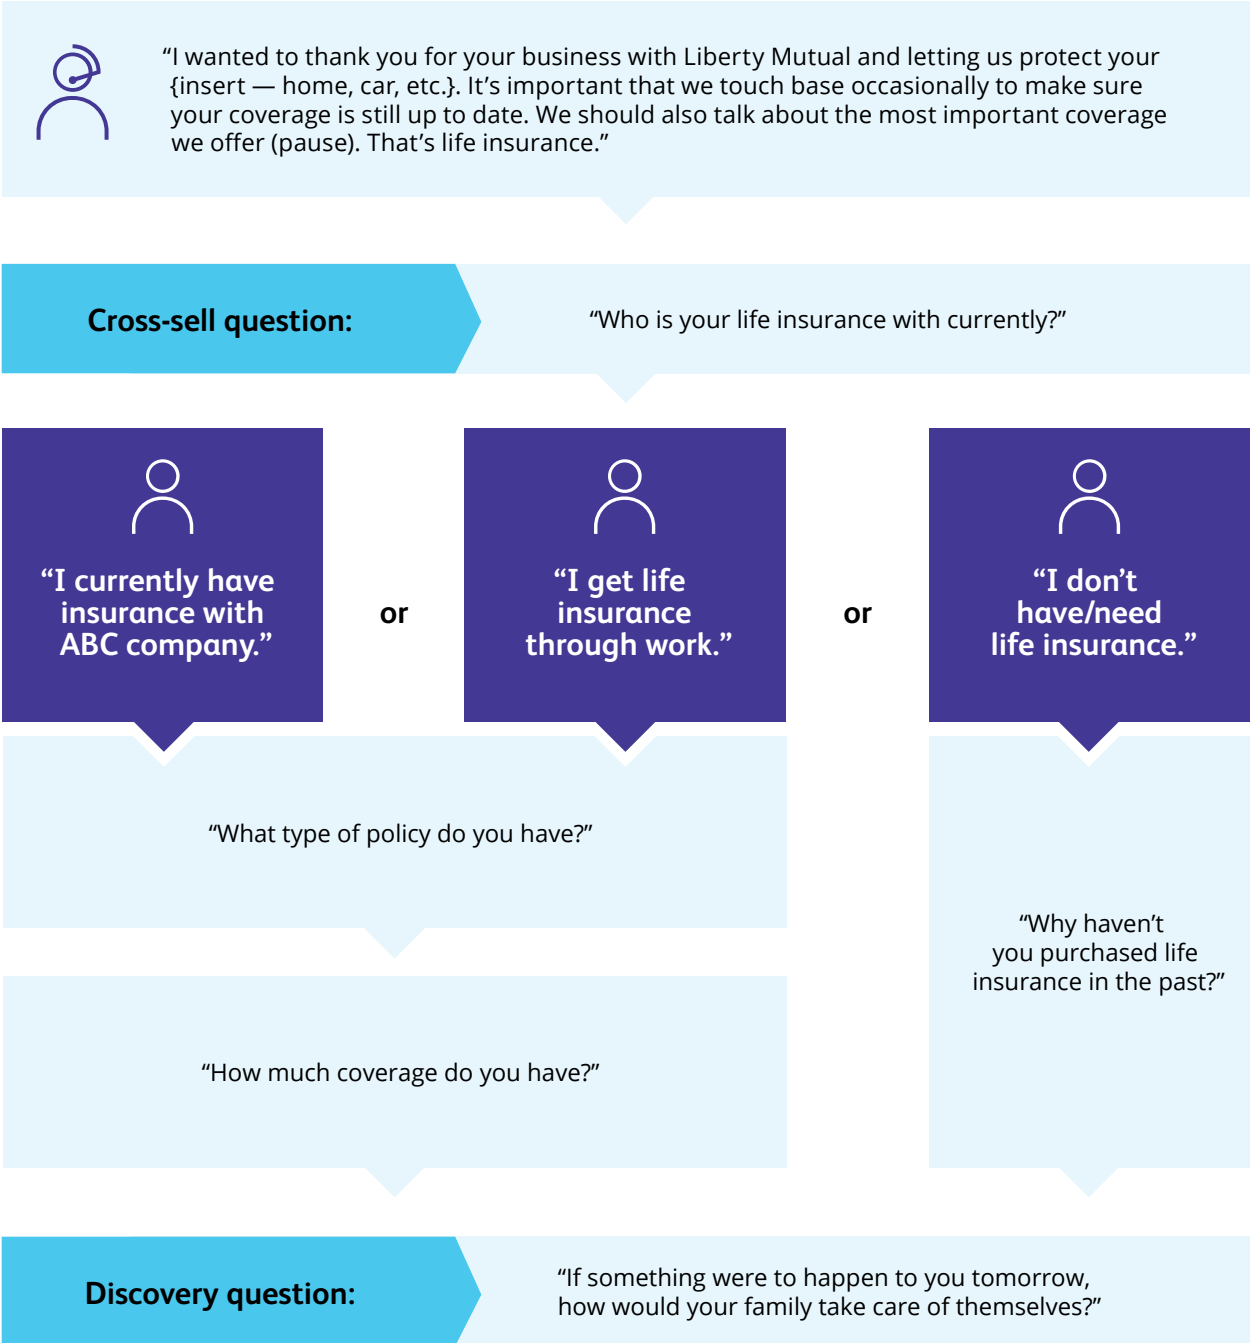 “I wanted to thank you for your business with Liberty Mutual and letting us protect your
{insert — home, car, etc.}. It’s important that we touch base occasionally to make sure
your coverage is still up to date. We should also talk about the most important coverage
we offer (pause). That’s life insurance.”
Cross-sell question:
“Who is your life insurance with currently?”
“I currently have
insurance with
ABC company.”
or
“I get life
insurance
through work.”
or
“I don’t
have/need
life insurance.”
“What type of policy do you have?”
“How much coverage do you have?”
“Why haven’t
you purchased life
insurance in the past?”
Discovery question:
“If something were to happen to you tomorrow,
how would your family take care of themselves?”